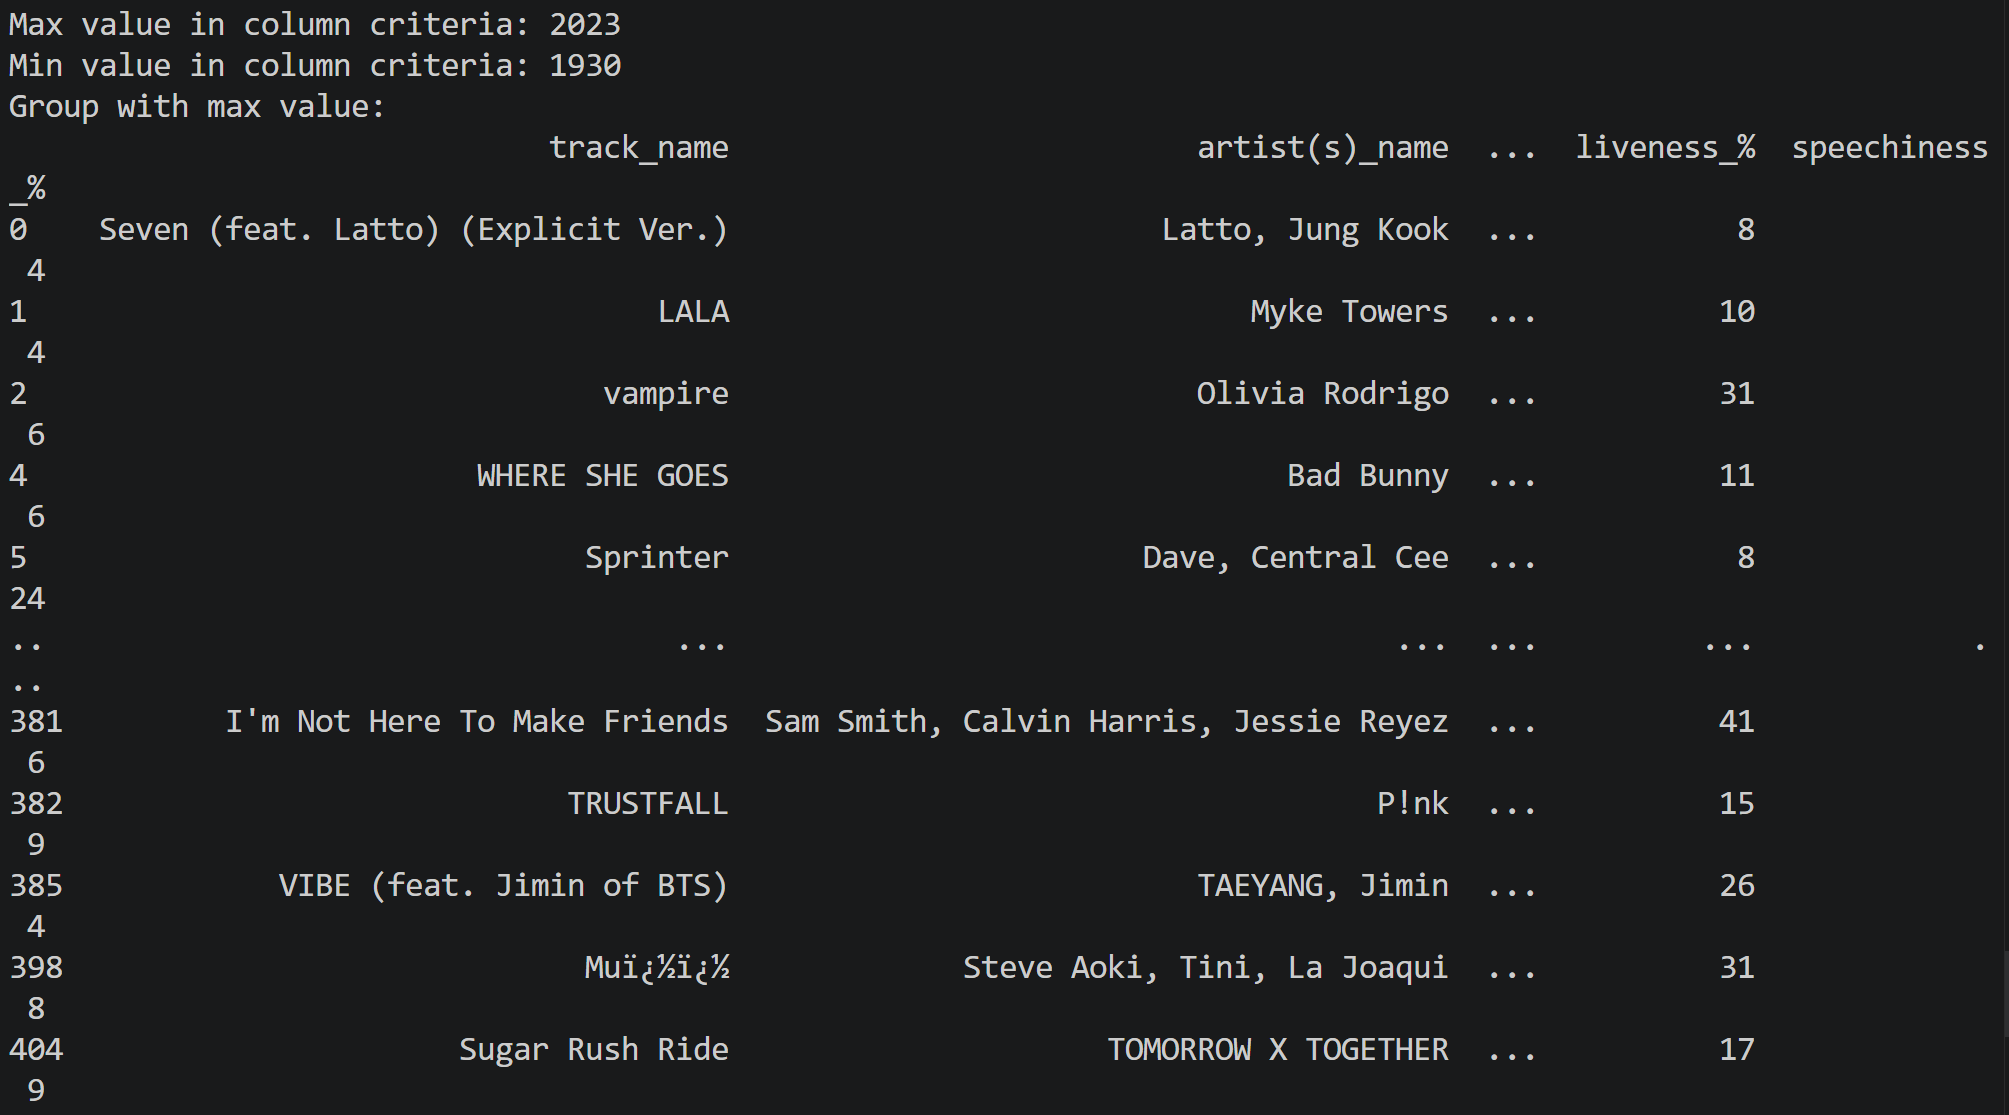 Max value in column criteria: 2023
Min value in column criteria: 1930
Group with max value:
track_name artist(s)_name ... liveness_% speechiness
_%
0 Seven (feat. Latto) (Explicit Ver.) Latto, Jung Kook ... 8
4
1 LALA Myke Towers ... 10
4
2 vampire Olivia Rodrigo ... 31
6
4 WHERE SHE GOES Bad Bunny ... 11
6
5 Sprinter Dave, Central Cee ... 8
24
.. ... ... ... ... .
..
381 I'm Not Here To Make Friends Sam Smith, Calvin Harris, Jessie Reyez ... 41
6
382 TRUSTFALL P!nk ... 15
9
385 VIBE (feat. Jimin of BTS) TAEYANG, Jimin ... 26
4
398 Muï¿½ï¿½ Steve Aoki, Tini, La Joaqui ... 31
8
404 Sugar Rush Ride TOMORROW X TOGETHER ... 17
9